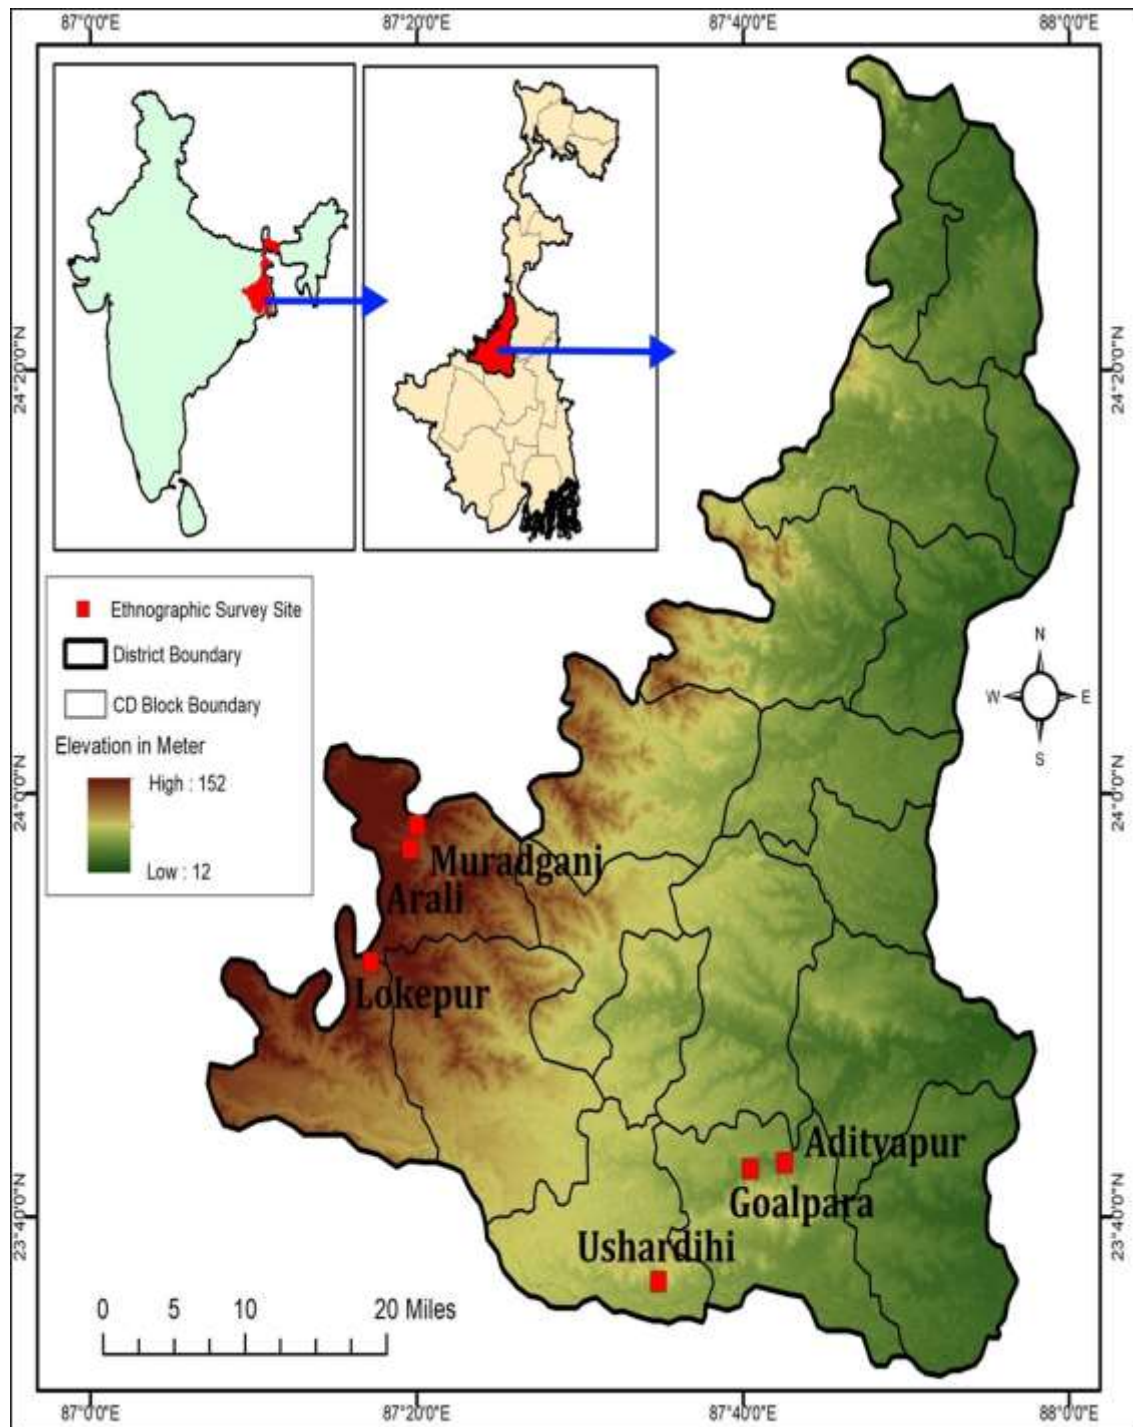 87°0'0"E
87°20'0"E
87°40'0"E
88°0'0"E
24°20'0"N
24°20'0"N
Ethnographic Survey Site
District Boundary
CD Block Boundary
Elevation in Meter
High : 152
Low : 12
N
W
E
S
24°0'0"N
24°0'0"N
Muradganj
Arali
Lokepur
Adityapur
Goalpara
Ushardihi
23°40'0"N
23°40'0"N
0 5 10 20 Miles
87°0'0"E
87°20'0"E
87°40'0"E
88°0'0"E